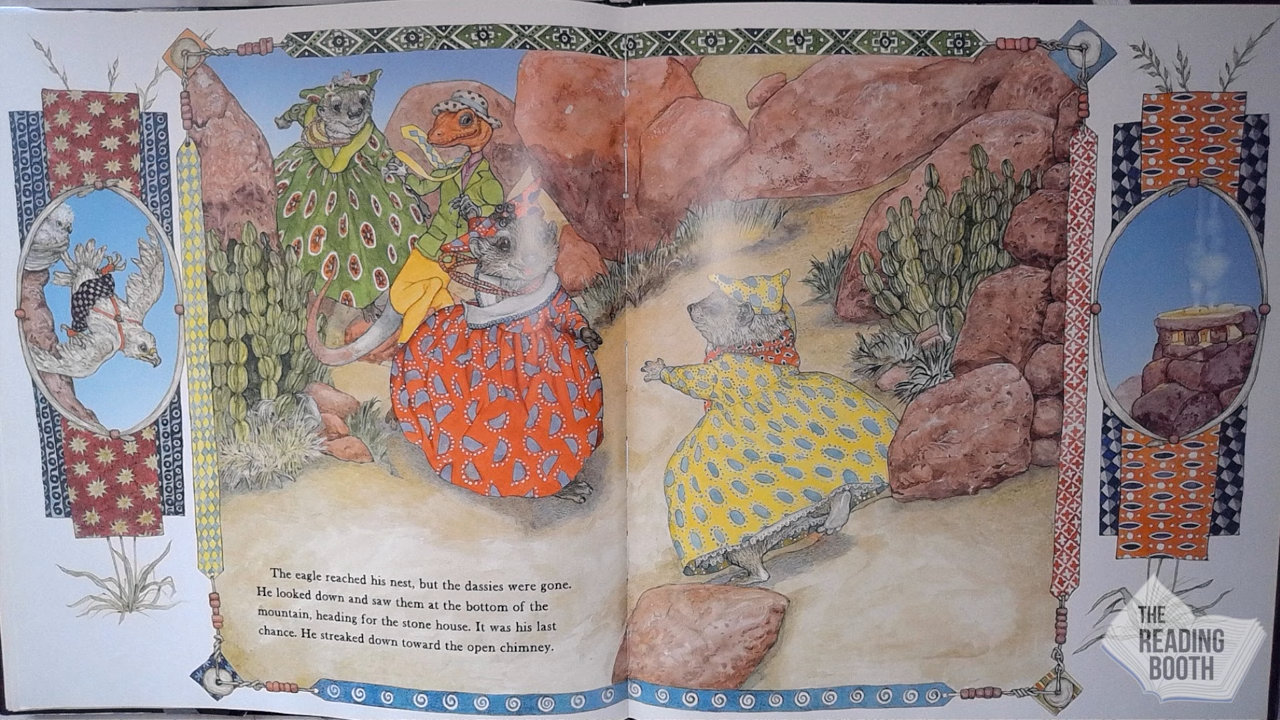 The eagle reached his nest, but the dassies were gone.
He looked down and saw them at the bottom of the
mountain, heading for the stone house. It was his last
chance. He streaked down toward the open chimney.
THE
READING
BOOTH